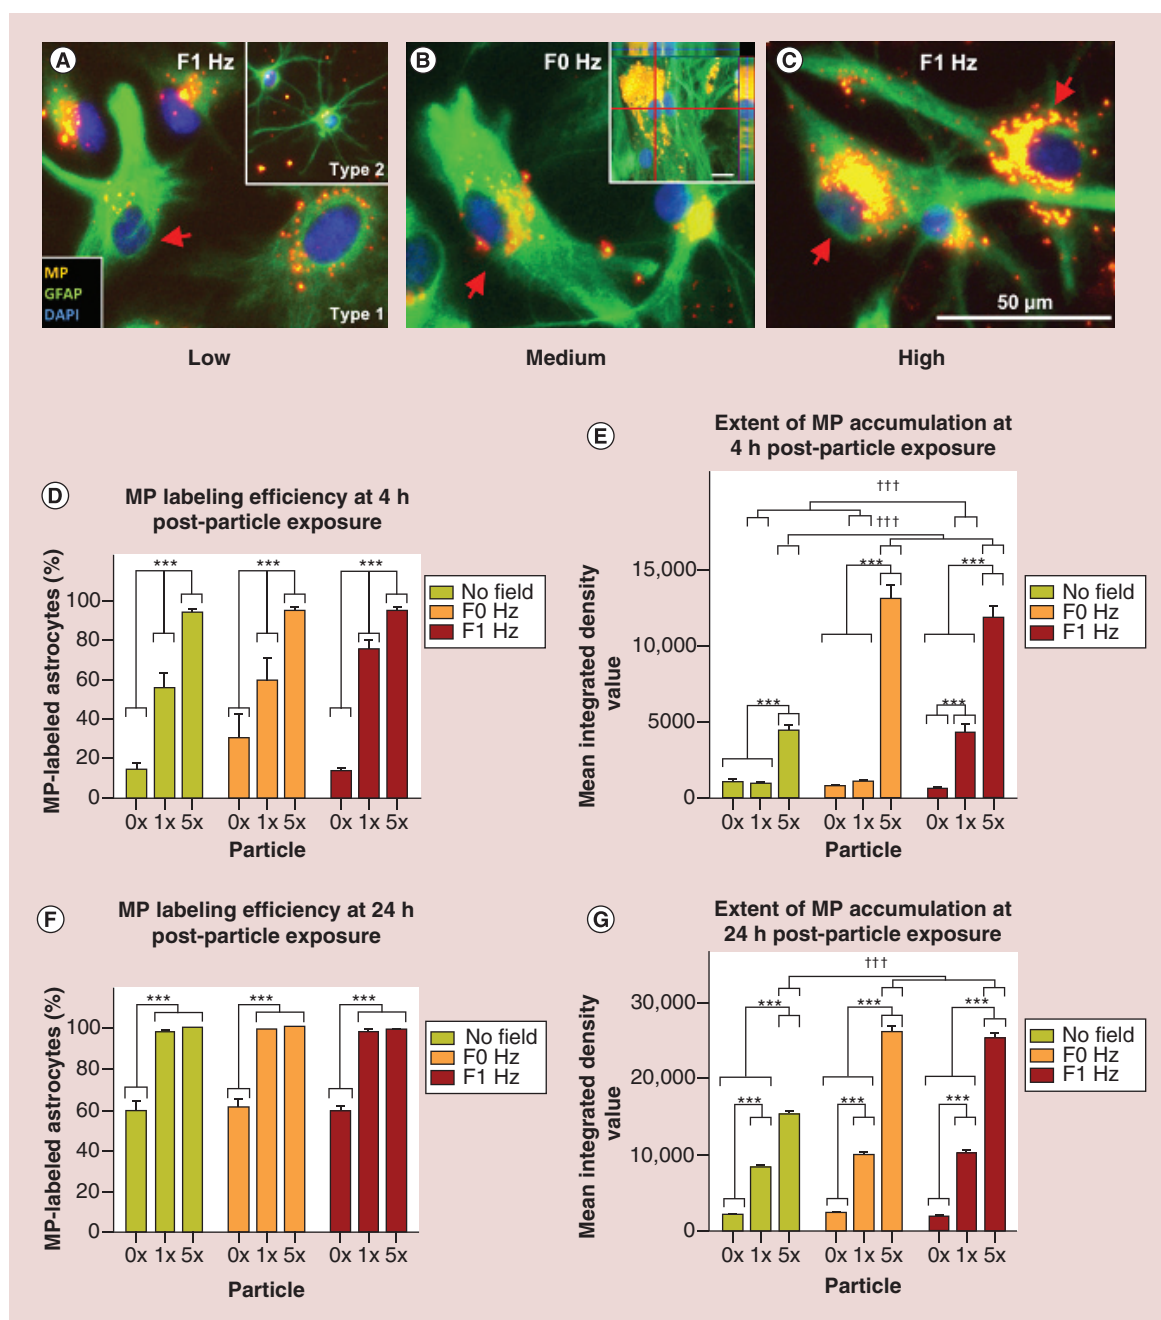 A
F1 Hz
Type 2
MP
GFAP
DAPI
Type 1
B
F0 Hz
C
F1 Hz
50 µm
Low
Medium
High
D
MP labeling efficiency at 4 h
post-particle exposure
MP-labeled astrocytes (%)
100
80
60
40
20
0
***
***
***
0x 1x 5x
0x 1x 5x
0x 1x 5x
Particle
No field
F0 Hz
F1 Hz
E
Extent of MP accumulation at
4 h post-particle exposure
Mean integrated density
value
15,000
10,000
5000
0
†††
†††
***
***
***
***
0x 1x 5x
0x 1x 5x
0x 1x 5x
Particle
No field
F0 Hz
F1 Hz
F
MP labeling efficiency at 24 h
post-particle exposure
MP-labeled astrocytes (%)
100
80
60
40
20
0
***
***
***
0x 1x 5x
0x 1x 5x
0x 1x 5x
Particle
No field
F0 Hz
F1 Hz
G
Extent of MP accumulation at
24 h post-particle exposure
Mean integrated density
value
30,000
20,000
10,000
0
†††
***
***
***
***
***
***
0x 1x 5x
0x 1x 5x
0x 1x 5x
Particle
No field
F0 Hz
F1 Hz